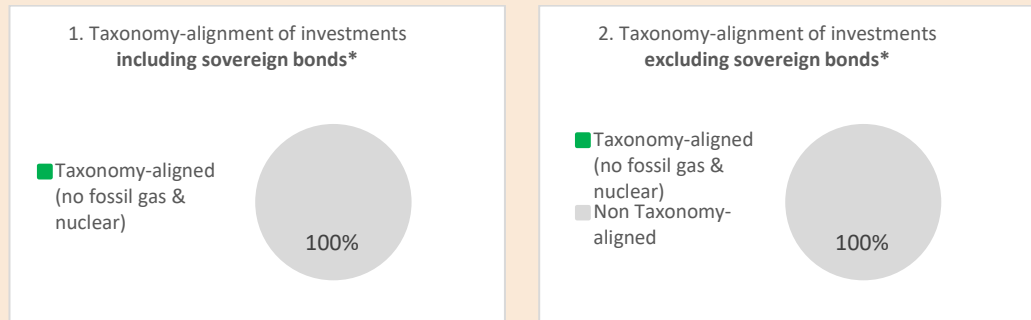 1. Taxonomy-alignment of investments
including sovereign bonds*
Taxonomy-aligned
(no fossil gas &
nuclear)
100%
2. Taxonomy-alignment of investments
excluding sovereign bonds*
Taxonomy-aligned
(no fossil gas &
nuclear)
Non Taxonomy-
aligned
100%